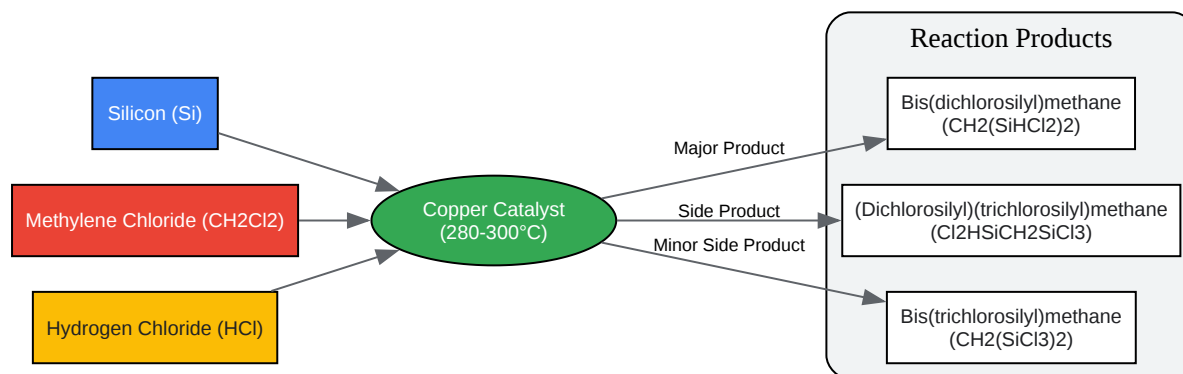 Reaction Products
Silicon (Si)
Methylene Chloride (CH2Cl2)
Hydrogen Chloride (HCl)
Copper Catalyst
(280-300°C)
Major Product
Side Product
Minor Side Product
Bis(dichlorosilyl)methane
(CH2(SiHCl2)2)
(Dichlorosilyl)(trichlorosilyl)methane
(Cl2HSiCH2SiCl3)
Bis(trichlorosilyl)methane
(CH2(SiCl3)2)